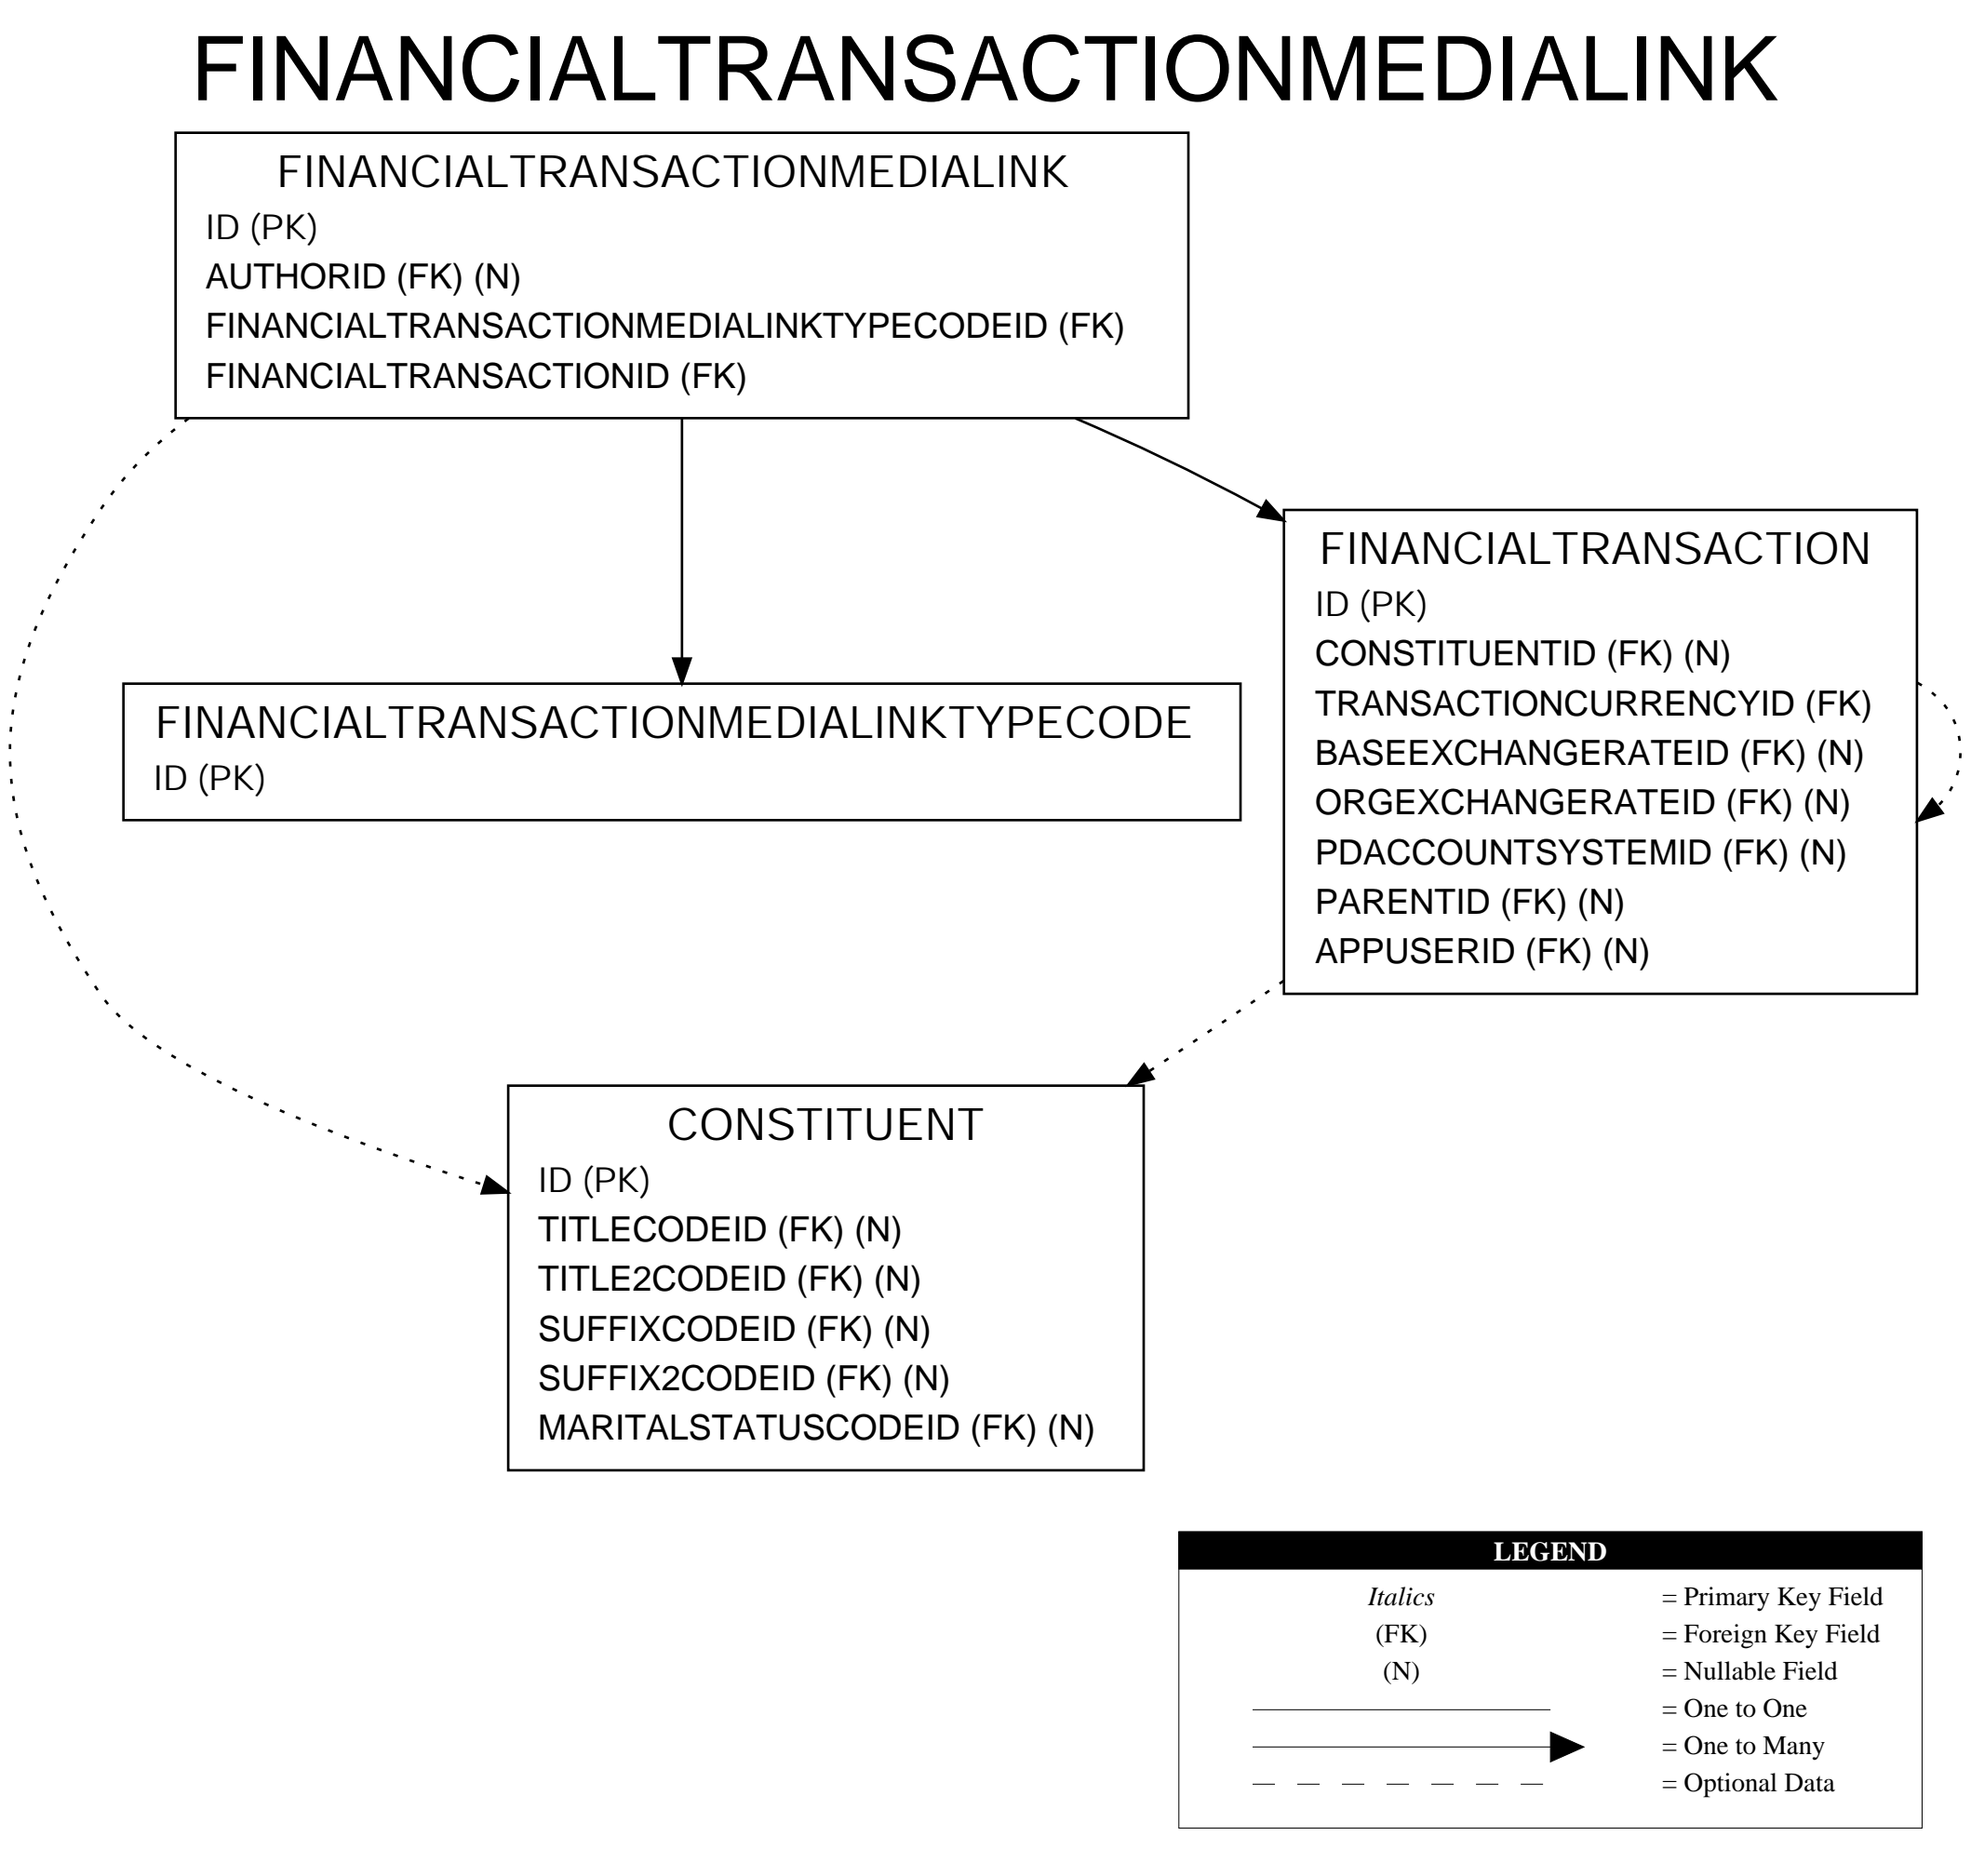 FINANCIALTRANSACTIONMEDIALINK
FINANCIALTRANSACTIONMEDIALINK
ID (PK)
AUTHORID (FK) (N)
FINANCIALTRANSACTIONMEDIALINKTYPECODEID (FK)
FINANCIALTRANSACTIONID (FK)
FINANCIALTRANSACTION
ID (PK)
CONSTITUENTID (FK) (N)
TRANSACTIONCURRENCYID (FK)
BASEEXCHANGERATEID (FK) (N)
ORGEXCHANGERATEID (FK) (N)
PDACCOUNTSYSTEMID (FK) (N)
PARENTID (FK) (N)
APPUSERID (FK) (N)
FINANCIALTRANSACTIONMEDIALINKTYPECODE
ID (PK)
CONSTITUENT
ID (PK)
TITLECODEID (FK) (N)
TITLE2CODEID (FK) (N)
SUFFIXCODEID (FK) (N)
SUFFIX2CODEID (FK) (N)
MARITALSTATUSCODEID (FK) (N)
LEGEND
Italics = Primary Key Field
(FK) = Foreign Key Field
(N) = Nullable Field
= One to One
= One to Many
= Optional Data